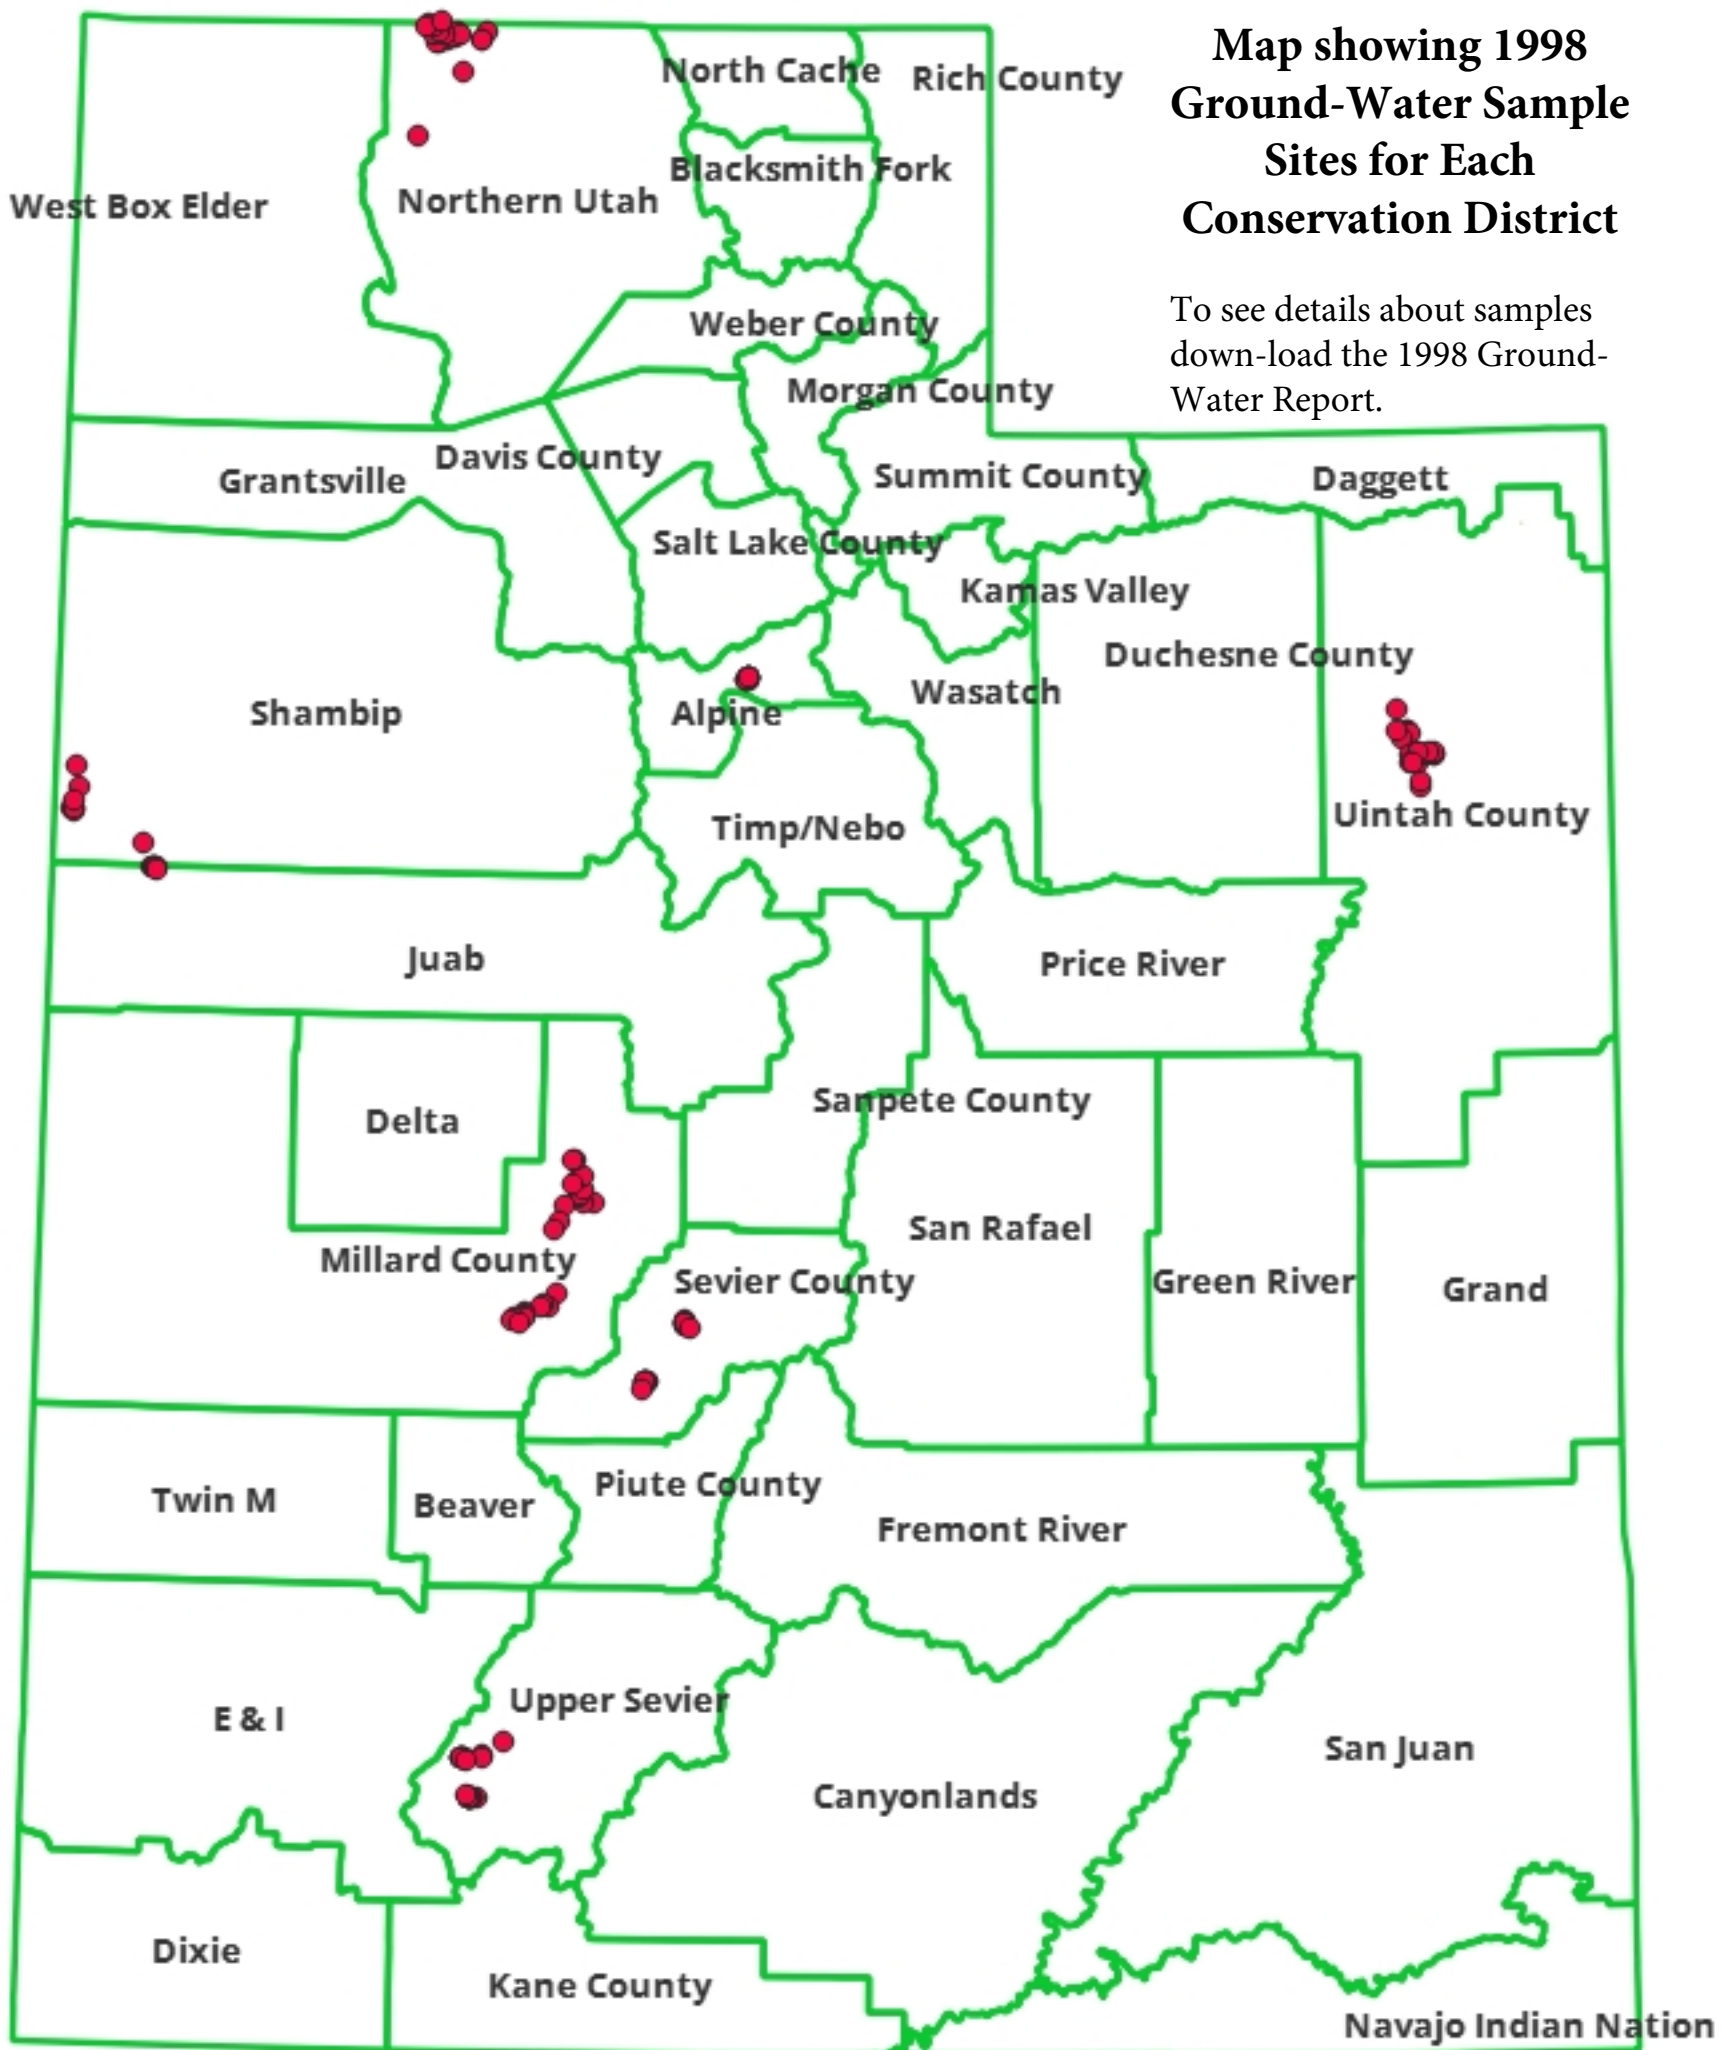 Map showing 1998
Ground-Water Sample
Sites for Each
Conservation District
To see details about samples
down-load the 1998 Ground-
Water Report.
North Cache
Rich County
Blacksmith Fork
West Box Elder
Northern Utah
Weber County
Morgan County
Davis County
Grantsville
Summit County
Daggett
Salt Lake County
Kamas Valley
Duchesne County
Wasatch
Shambip
Alpine
Uintah County
Timp/Nebo
Juab
Price River
Sanpete County
Delta
San Rafael
Millard County
Sevier County
Green River
Grand
Piute County
Twin M
Beaver
Fremont River
Upper Sevier
E & I
San Juan
Canyonlands
Dixie
Kane County
Navajo Indian Nation